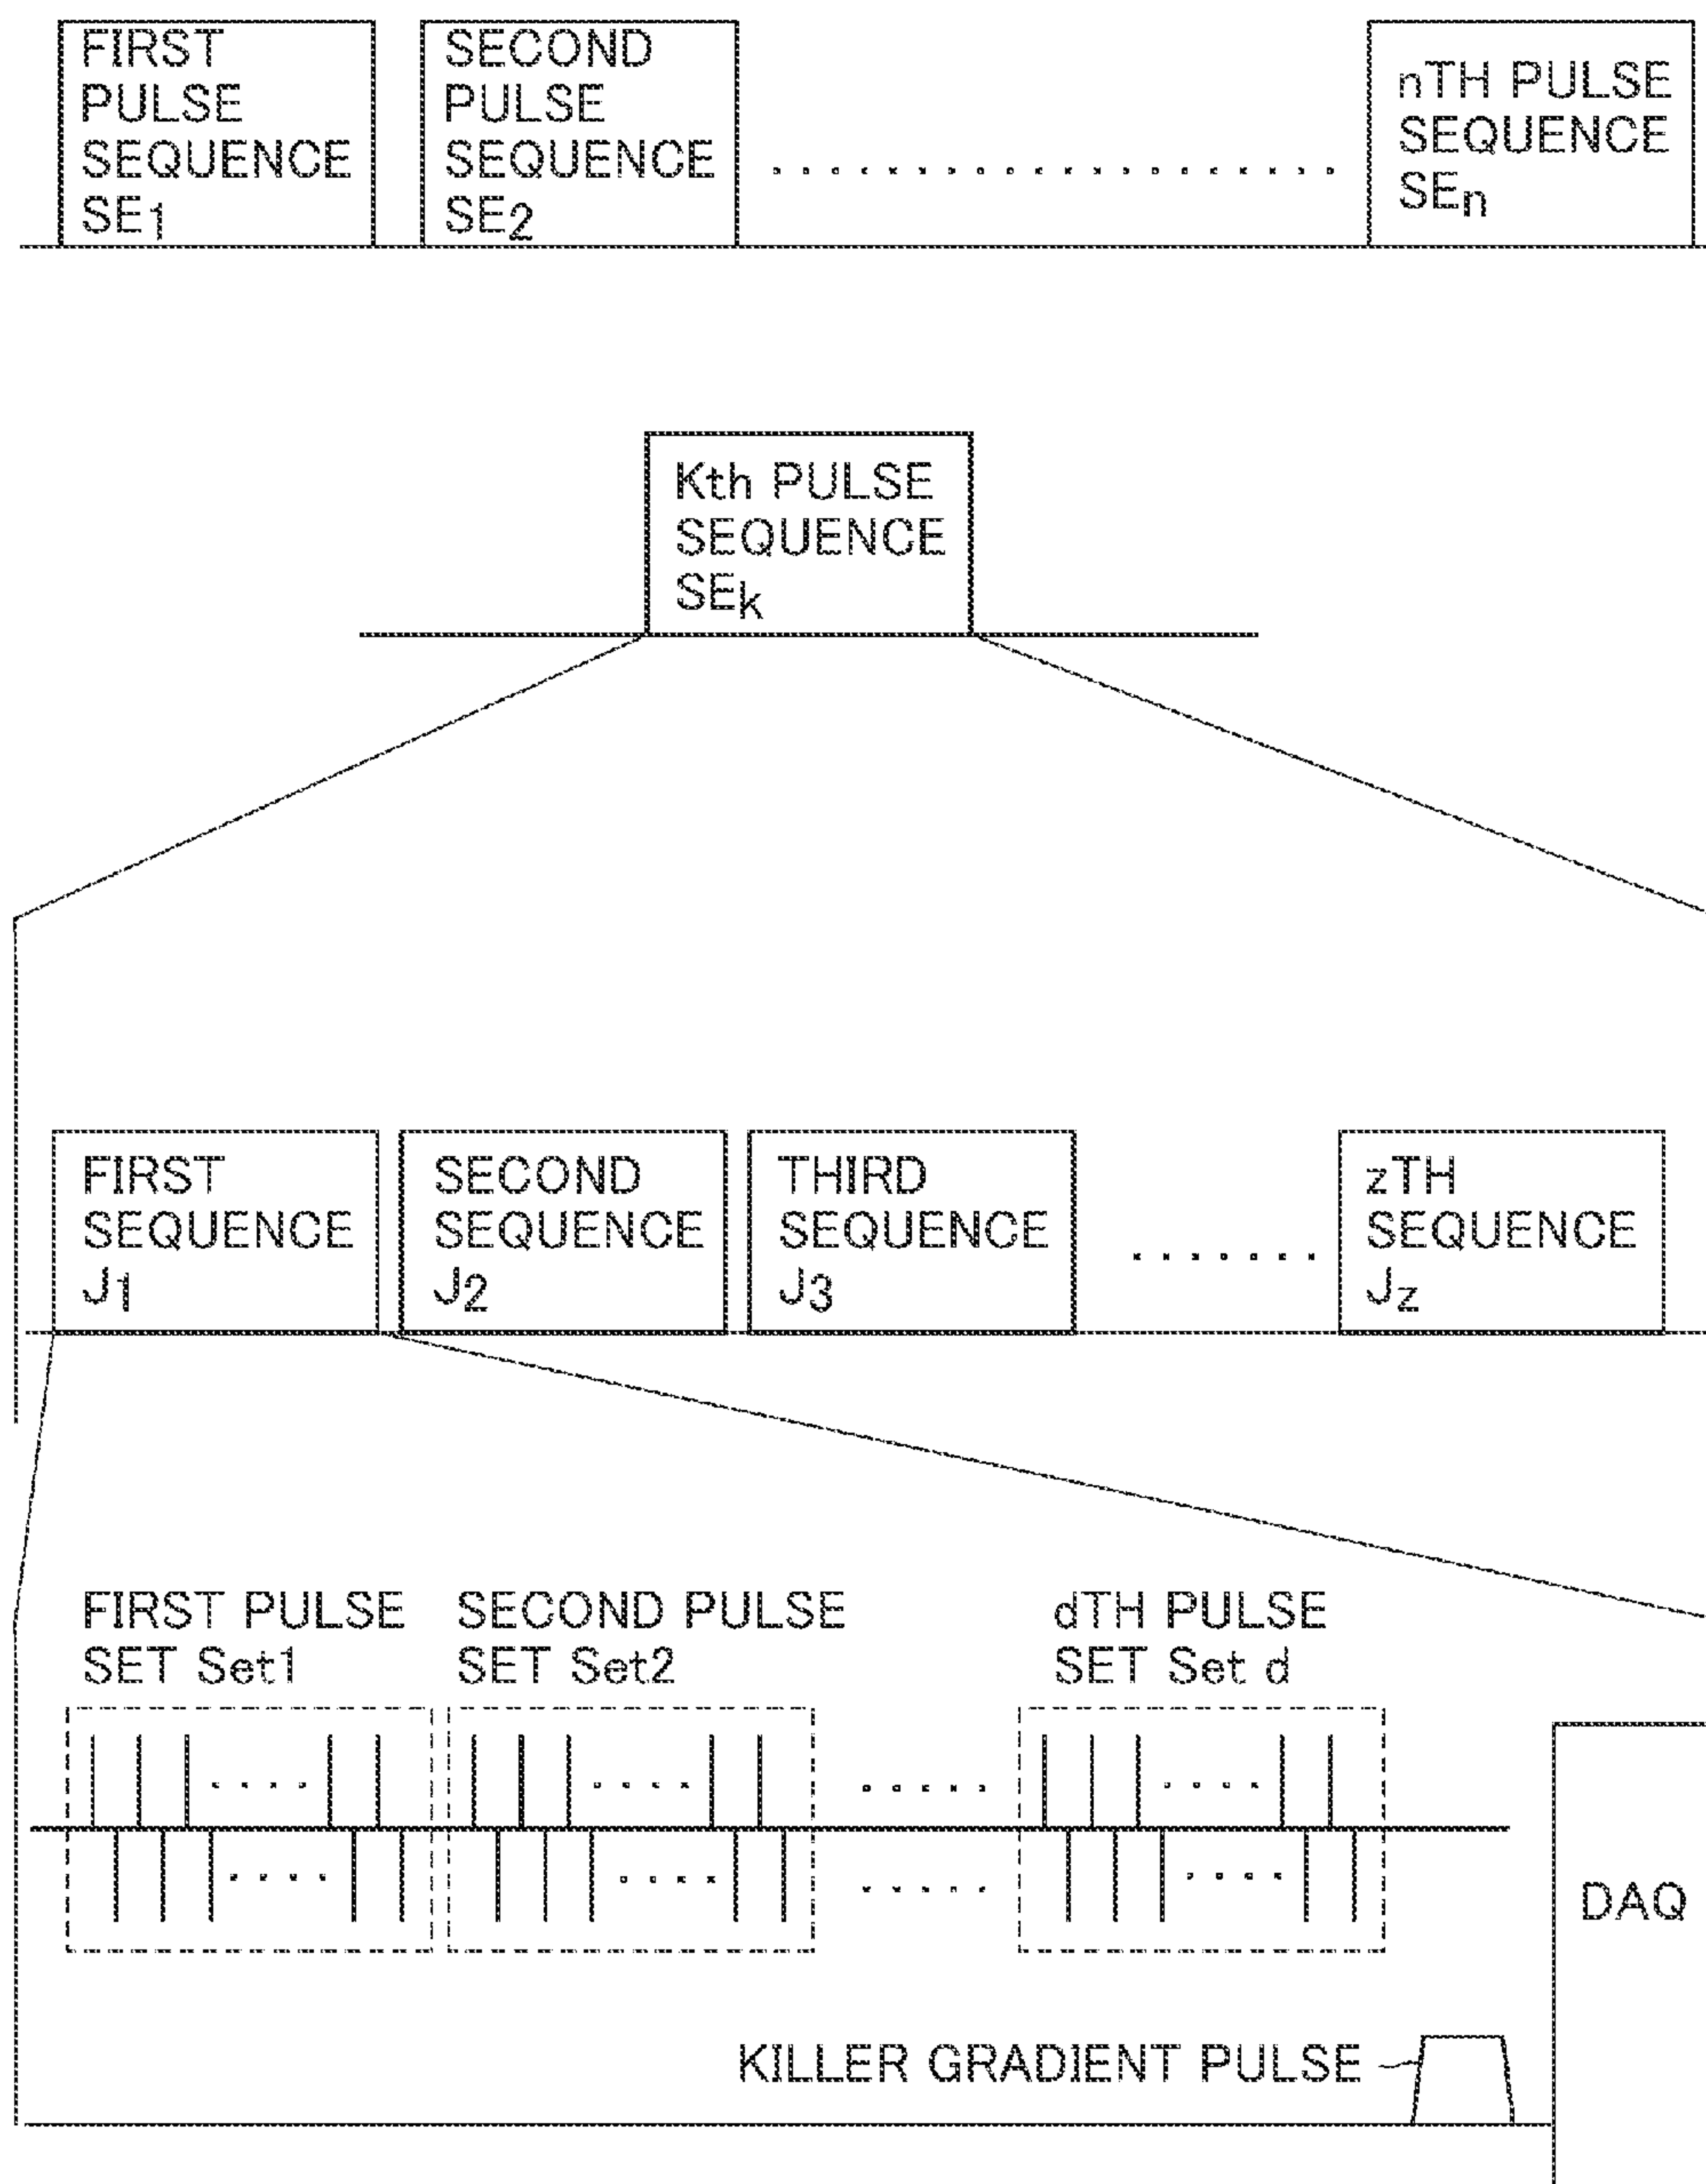 FIRST
PULSE
SEQUENCE
SE1
SECOND
PULSE
SEQUENCE
SE2
nTH PULSE
SEQUENCE
SEn
Kth PULSE
SEQUENCE
SEk
FIRST
SEQUENCE
J1
SECOND
SEQUENCE
J2
THIRD
SEQUENCE
J3
zTH
SEQUENCE
Jz
FIRST PULSE
SET Set1
SECOND PULSE
SET Set2
dTH PULSE
SET Set d
DAQ
KILLER GRADIENT PULSE